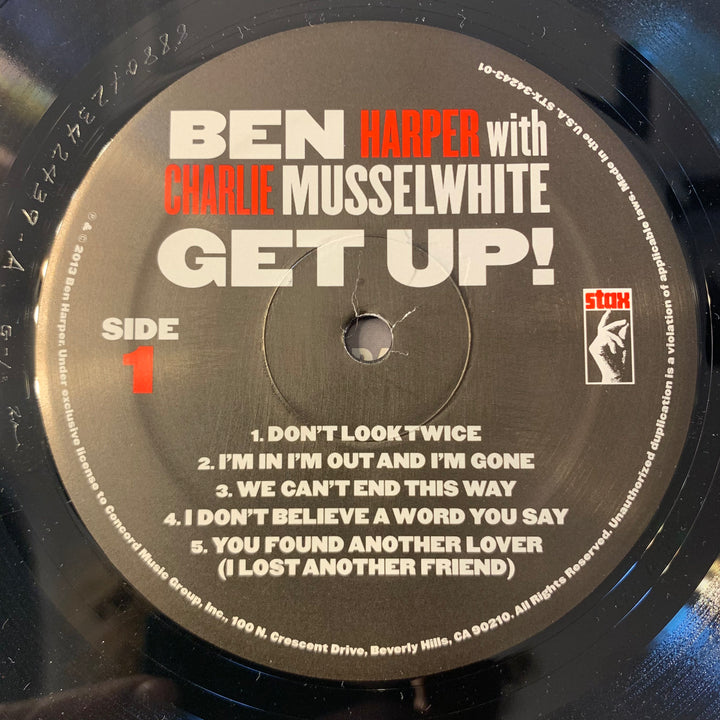 BEN HARPER with
CHARLIE MUSSELWHITE
GET UP!
SIDE
1
stax
1. DON'T LOOK TWICE
2. I'M IN I'M OUT AND I'M GONE
3. WE CAN'T END THIS WAY
4. I DON'T BELIEVE A WORD YOU SAY
5. YOU FOUND ANOTHER LOVER
(I LOST ANOTHER FRIEND)
℗ & © 2013 Ben Harper. Under exclusive license to Concord Music Group, Inc., 100 N. Crescent Drive, Beverly Hills, CA 90210. All Rights Reserved. Unauthorized duplication is a violation of applicable laws. Made in the U.S.A. STX-34243-01